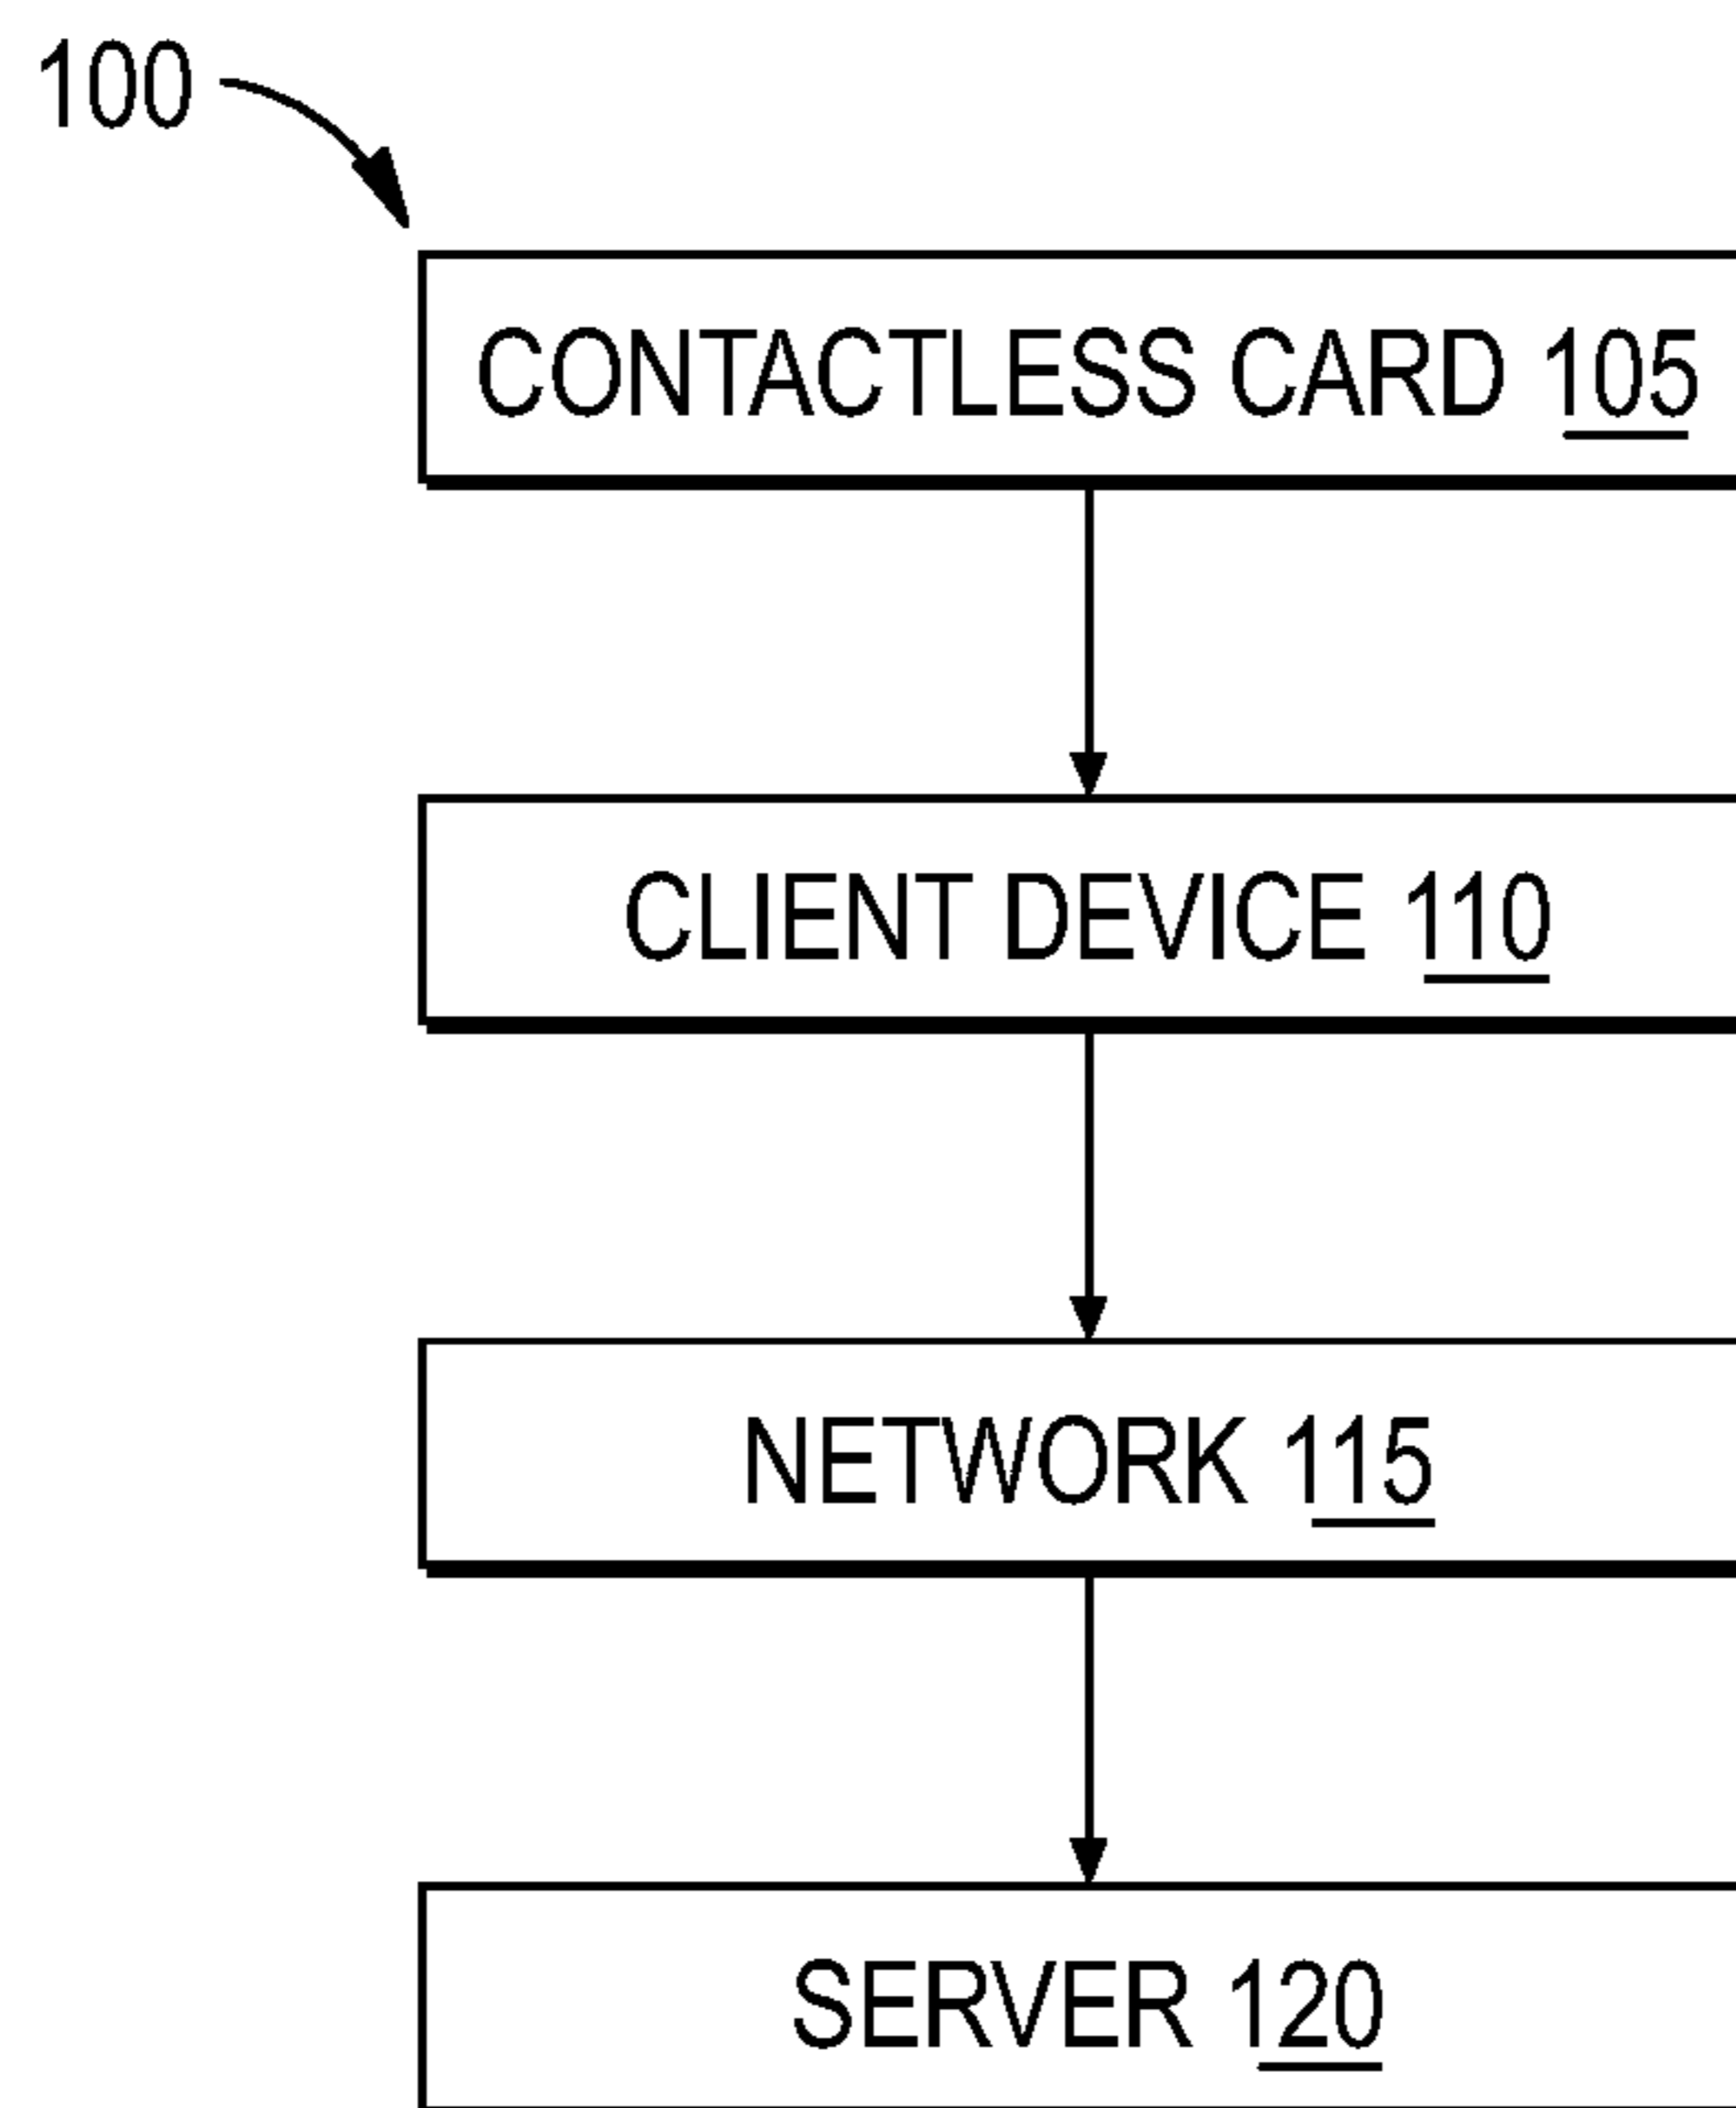 100
CONTACTLESS CARD 105
CLIENT DEVICE 110
NETWORK 115
SERVER 120